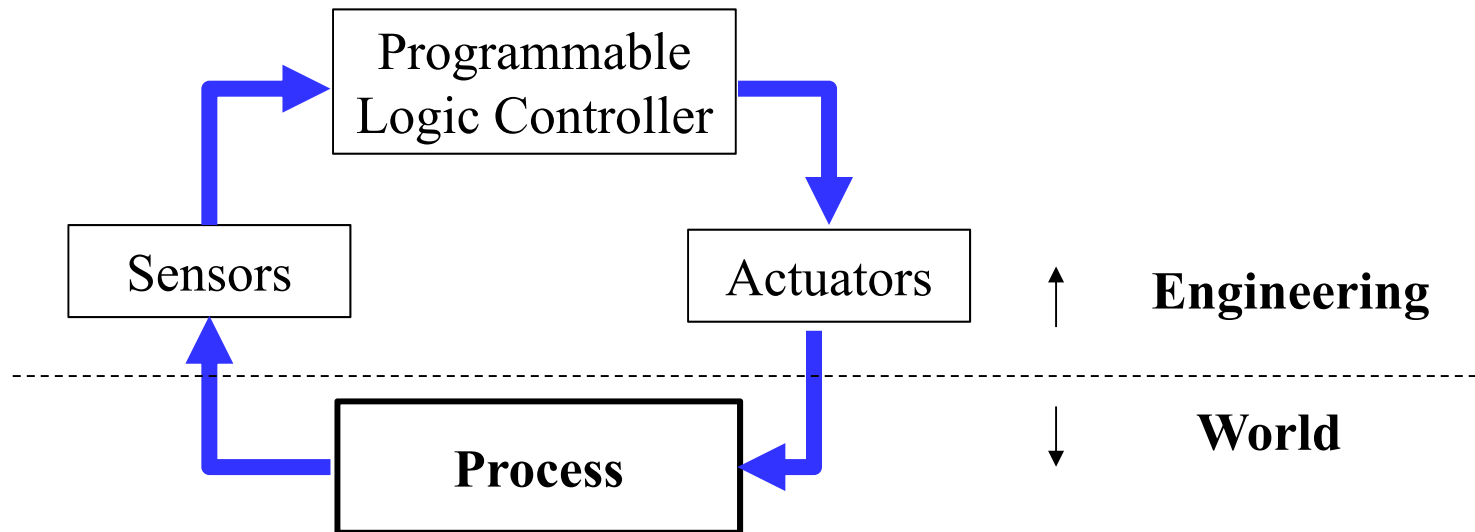 Programmable
Logic Controller
Sensors
Actuators
Engineering
World
Process